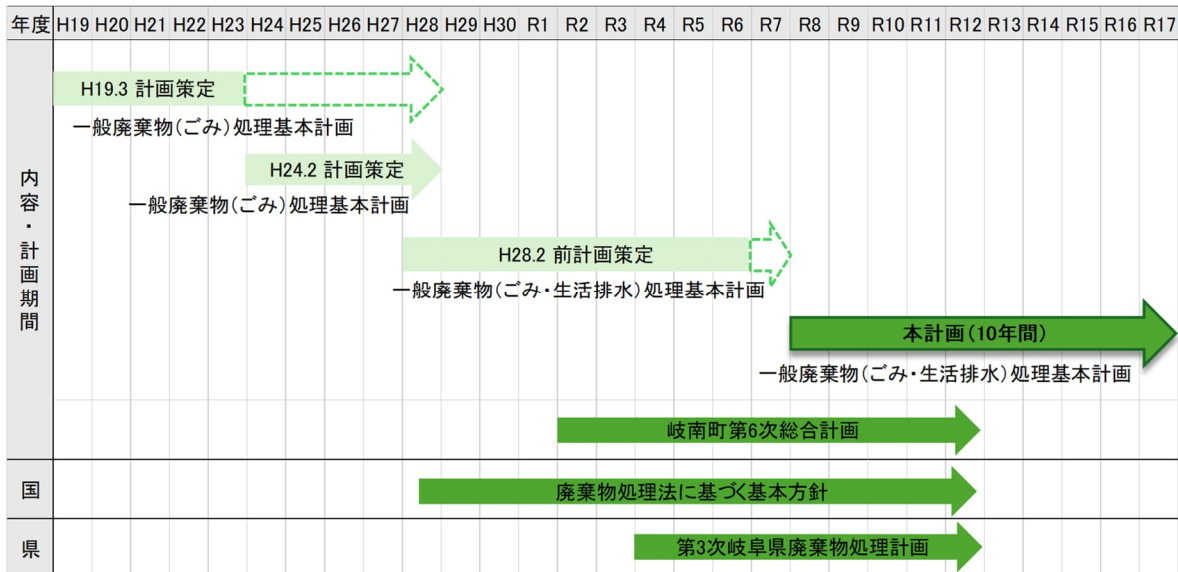 年度 H19 H20 H21 H22 H23 H24 H25 H26 H27 H28 H29 H30 R1 R2 R3 R4 R5 R6 R7 R8 R9 R10 R11 R12 R13 R14 R15 R16 R17
内容・計画期間
H19.3 計画策定
一般廃棄物(ごみ)処理基本計画
H24.2 計画策定
一般廃棄物(ごみ)処理基本計画
H28.2 前計画策定
一般廃棄物(ごみ・生活排水)処理基本計画
本計画(10年間)
一般廃棄物(ごみ・生活排水)処理基本計画
岐南町第6次総合計画
国
廃棄物処理法に基づく基本方針
県
第3次岐阜県廃棄物処理計画